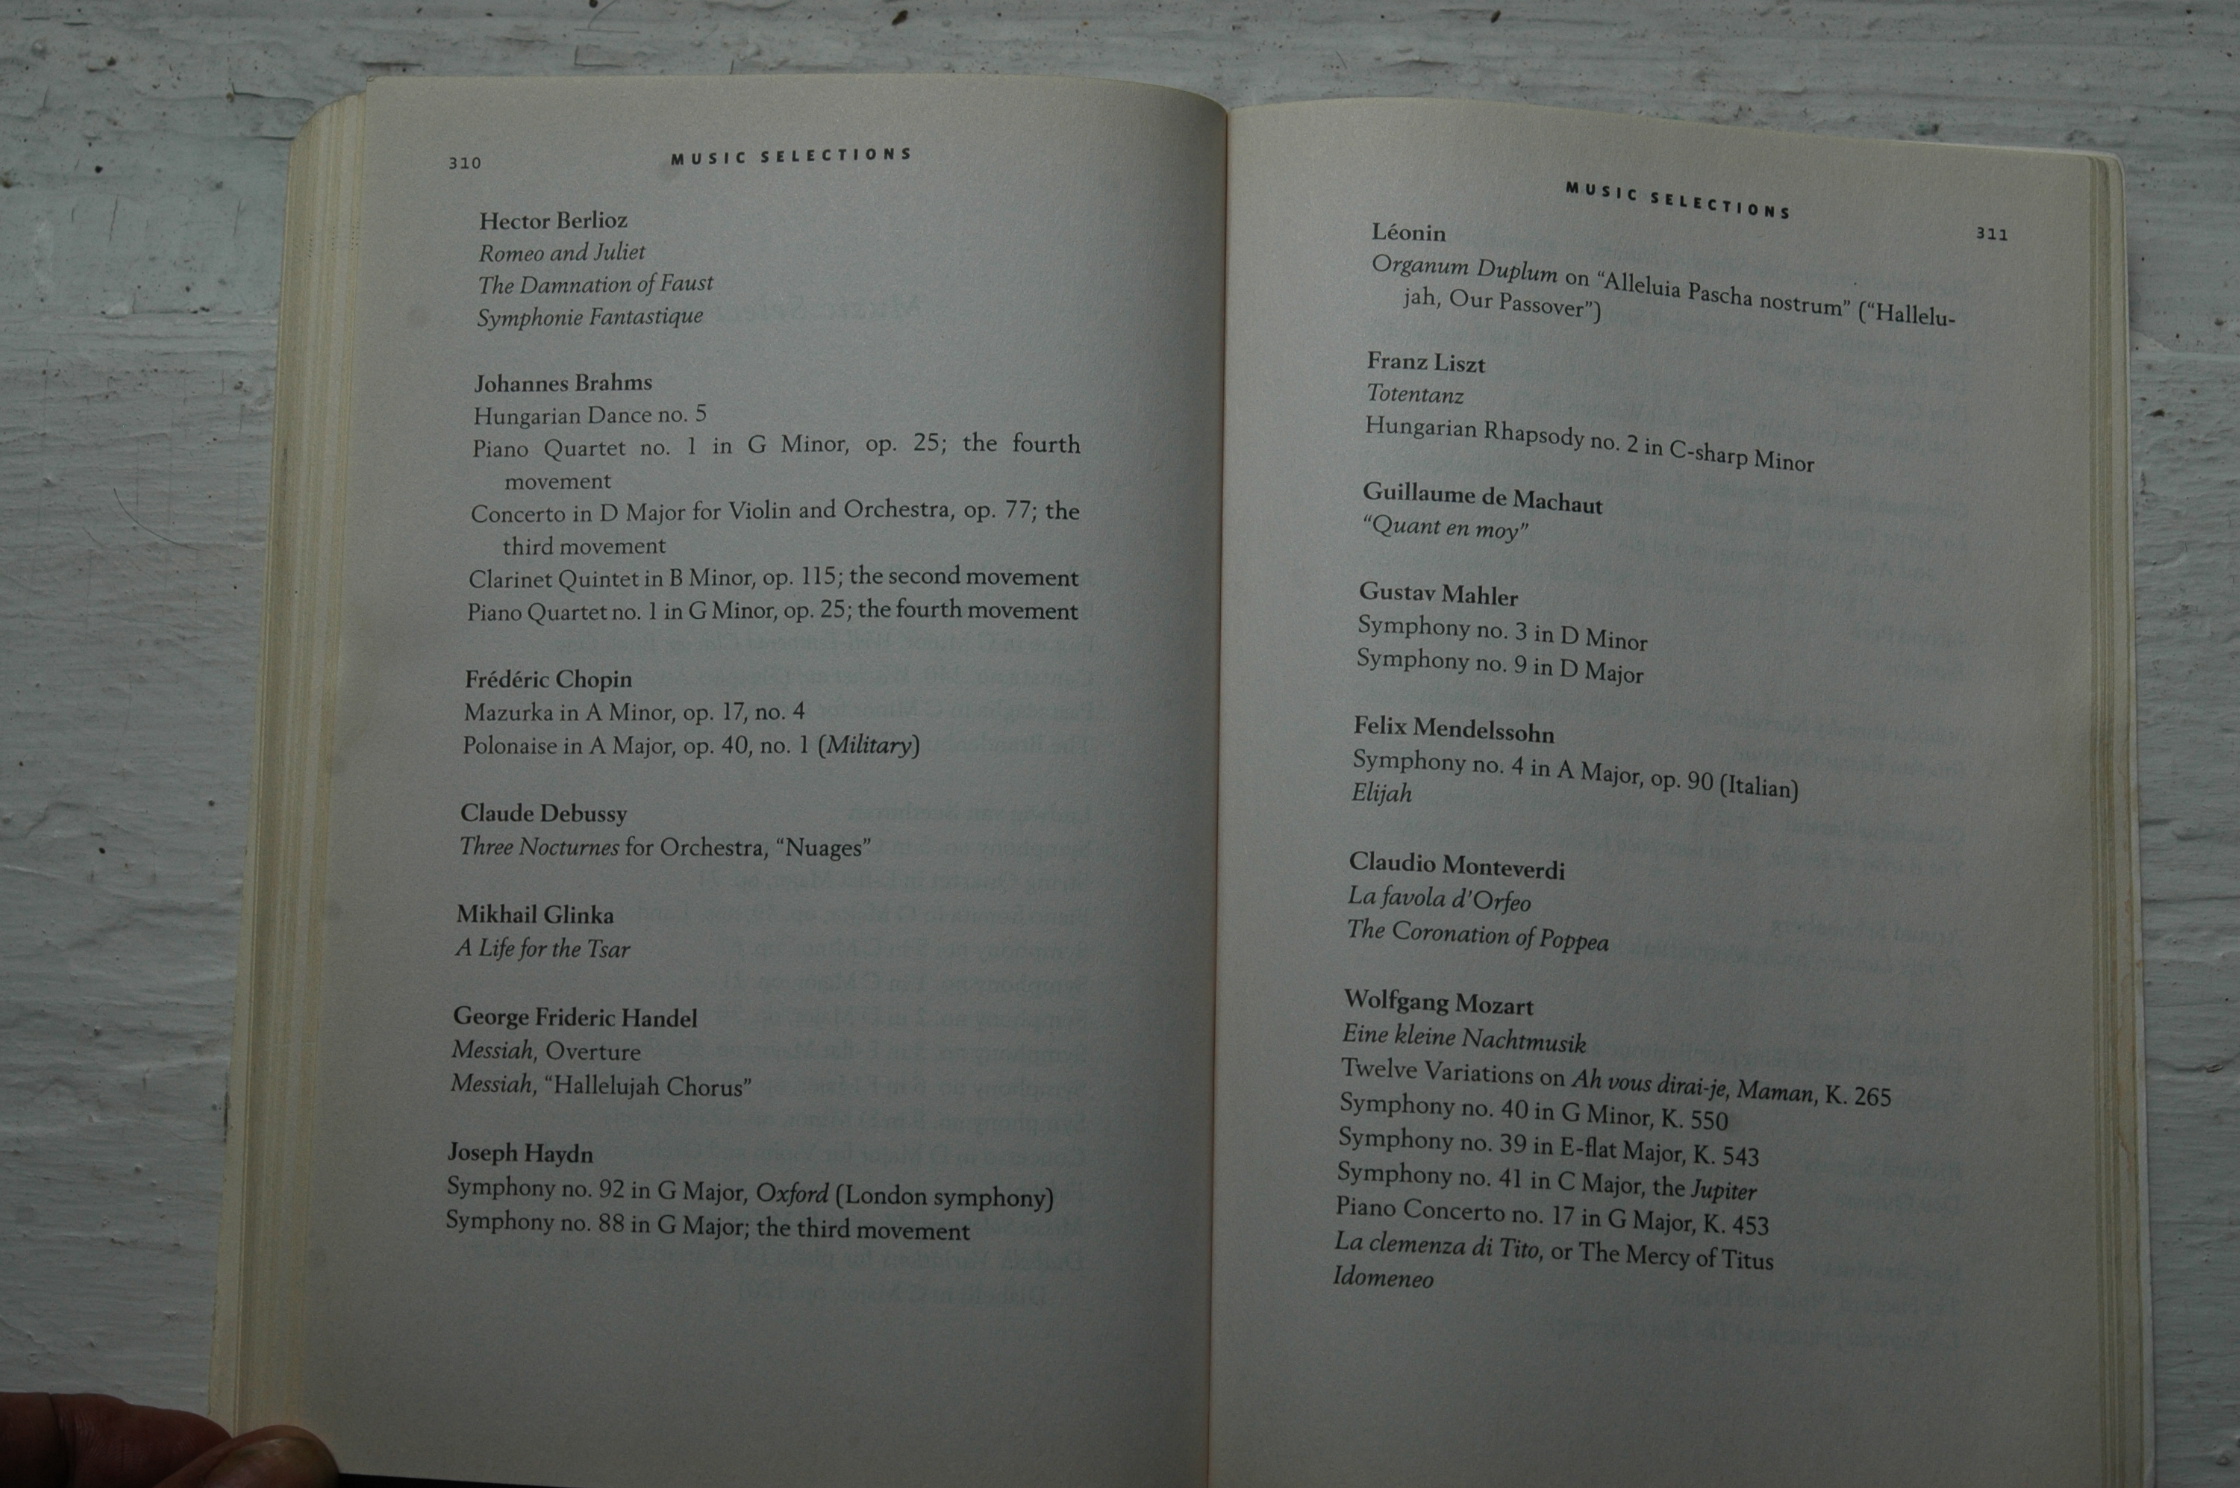 310
MUSIC SELECTIONS
Hector Berlioz
Romeo and Juliet
The Damnation of Faust
Symphonie Fantastique
Johannes Brahms
Hungarian Dance no. 5
Piano Quartet no. 1 in G Minor, op. 25; the fourth
movement
Concerto in D Major for Violin and Orchestra, op. 77; the
third movement
Clarinet Quintet in B Minor, op. 115; the second movement
Piano Quartet no. 1 in G Minor, op. 25; the fourth movement
Frédéric Chopin
Mazurka in A Minor, op. 17, no. 4
Polonaise in A Major, op. 40, no. 1 (Military)
Claude Debussy
Three Nocturnes for Orchestra, “Nuages”
Mikhail Glinka
A Life for the Tsar
George Frideric Handel
Messiah, Overture
Messiah, “Hallelujah Chorus”
Joseph Haydn
Symphony no. 92 in G Major, Oxford (London symphony)
Symphony no. 88 in G Major; the third movement
MUSIC SELECTIONS
311
Léonin
Organum Duplum on “Alleluia Pascha nostrum” (“Hallelu-
jah, Our Passover”)
Franz Liszt
Totentanz
Hungarian Rhapsody no. 2 in C-sharp Minor
Guillaume de Machaut
“Quant en moy”
Gustav Mahler
Symphony no. 3 in D Minor
Symphony no. 9 in D Major
Felix Mendelssohn
Symphony no. 4 in A Major, op. 90 (Italian)
Elijah
Claudio Monteverdi
La favola d’Orfeo
The Coronation of Poppea
Wolfgang Mozart
Eine kleine Nachtmusik
Twelve Variations on Ah vous dirai-je, Maman, K. 265
Symphony no. 40 in G Minor, K. 550
Symphony no. 39 in E-flat Major, K. 543
Symphony no. 41 in C Major, the Jupiter
Piano Concerto no. 17 in G Major, K. 453
La clemenza di Tito, or The Mercy of Titus
Idomeneo